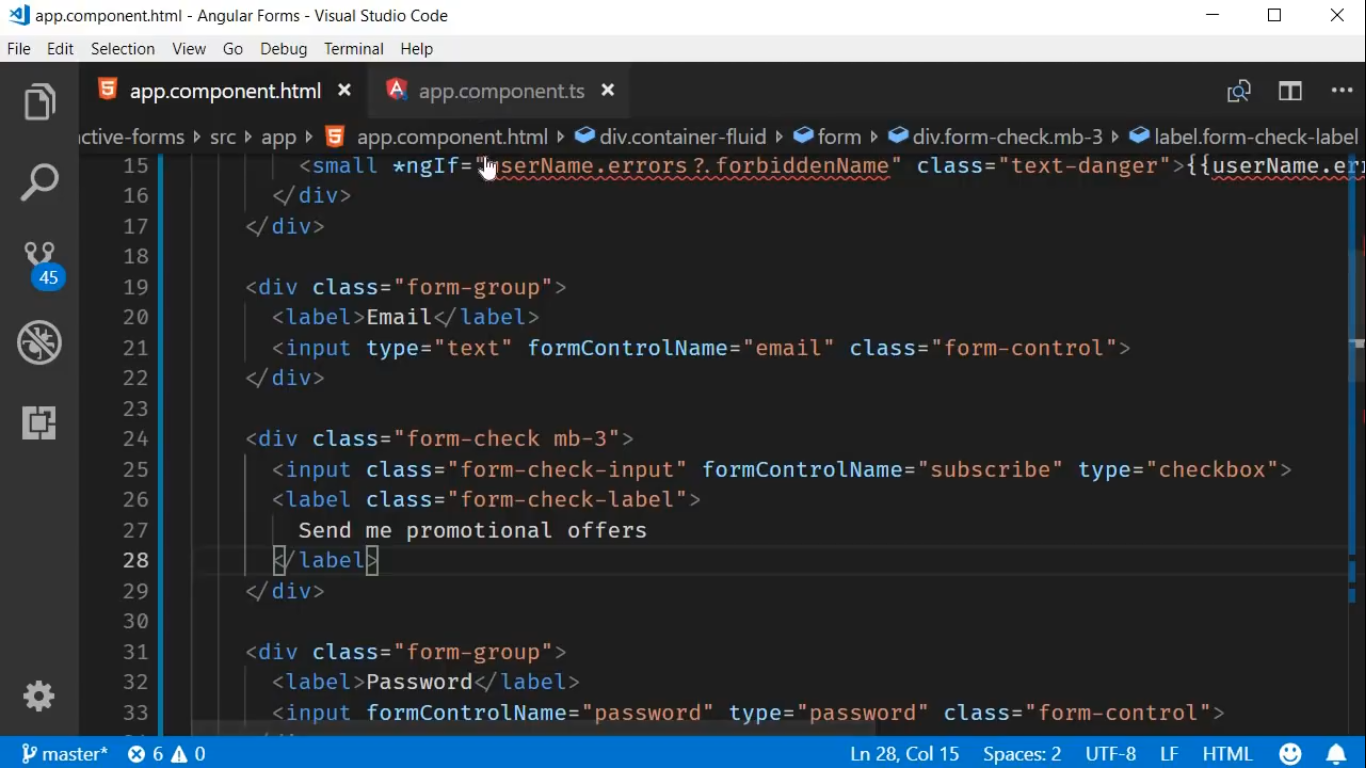 app.component.html - Angular Forms - Visual Studio Code
File Edit Selection View Go Debug Terminal Help
app.component.html app.component.ts
active-forms src app app.component.html div.container-fluid form div.form-check.mb-3 label.form-check-label
15 <small *ngIf="userName.errors?.forbiddenName" class="text-danger">{{userName.err
16 </div>
17 </div>
18
19 <div class="form-group">
20 <label>Email</label>
21 <input type="text" formControlName="email" class="form-control">
22 </div>
23
24 <div class="form-check mb-3">
25 <input class="form-check-input" formControlName="subscribe" type="checkbox">
26 <label class="form-check-label">
27 Send me promotional offers
28 </label>
29 </div>
30
31 <div class="form-group">
32 <label>Password</label>
33 <input formControlName="password" type="password" class="form-control">
45
master* 6 0 Ln 28, Col 15 Spaces: 2 UTF-8 LF HTML